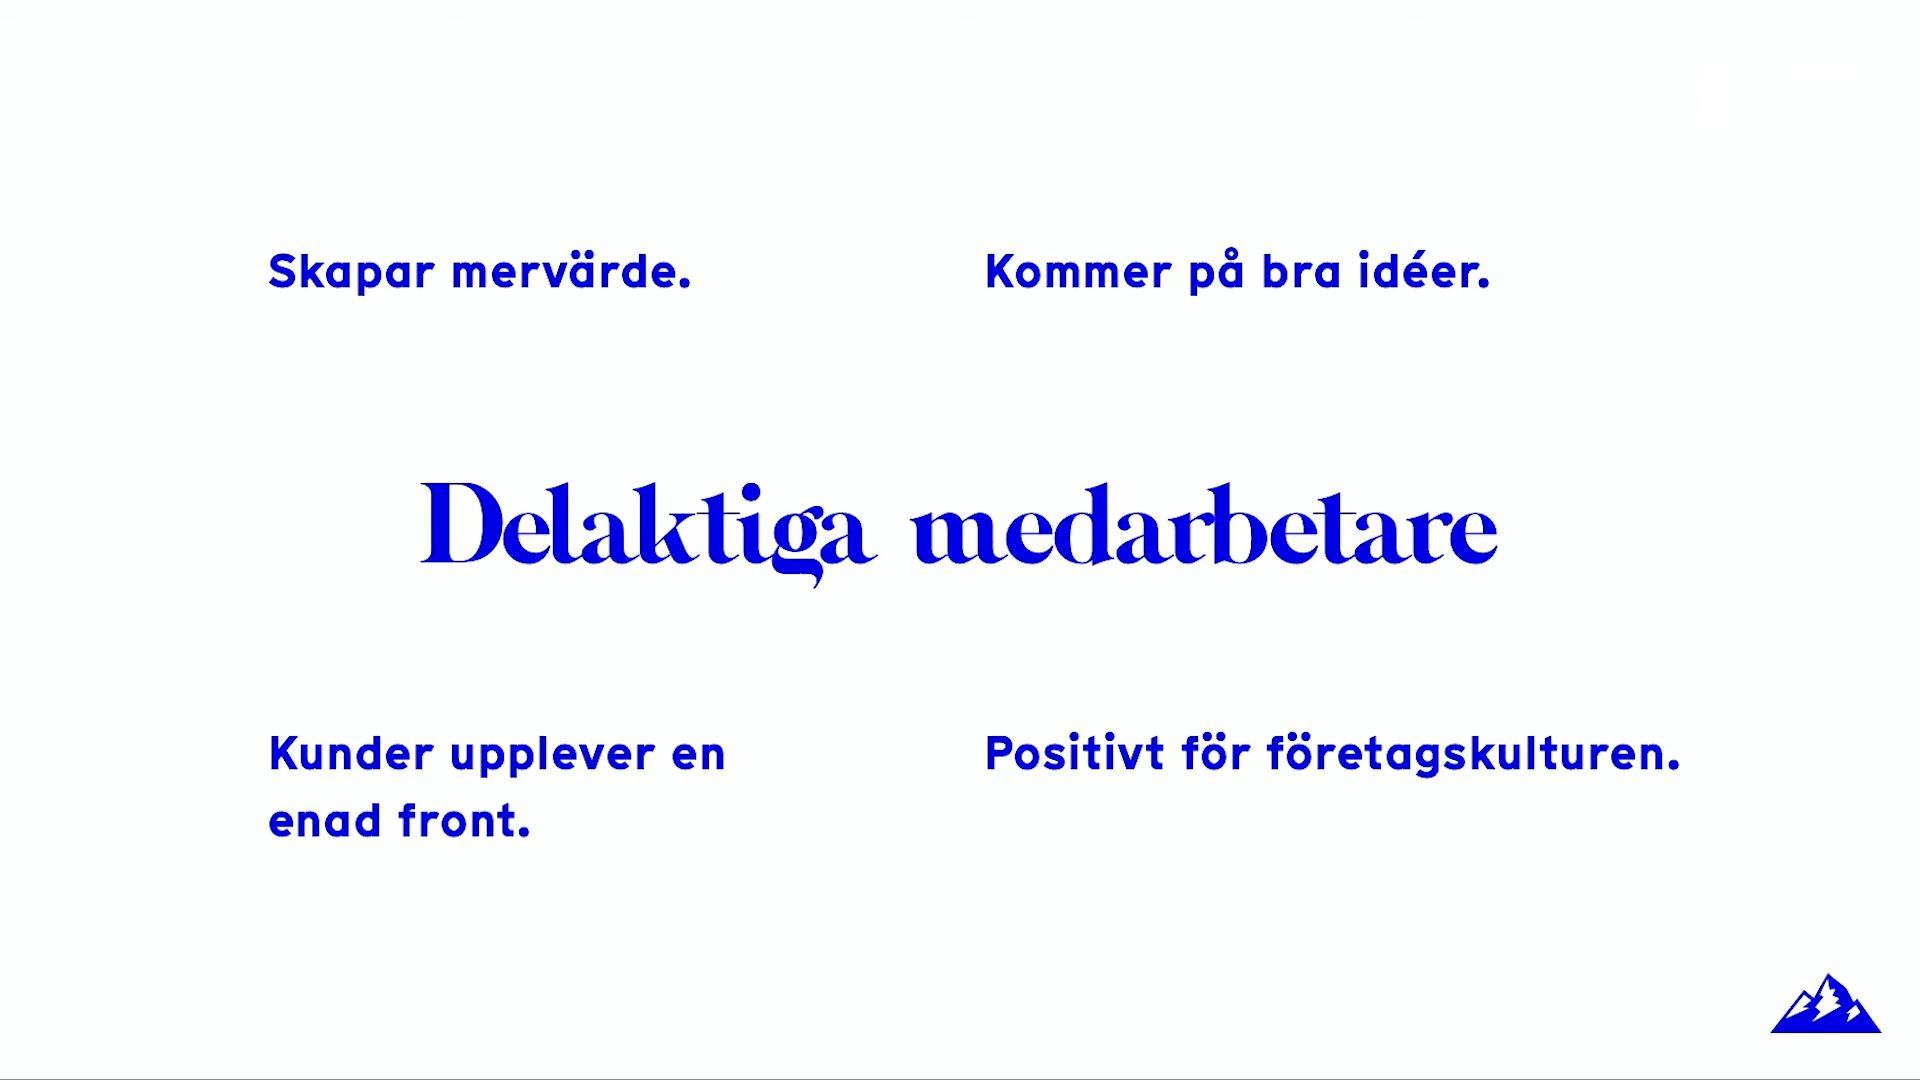 Skapar mervärde.
Kommer på bra idéer.
Delaktiga medarbetare
Kunder upplever en
enad front.
Positivt för företagskulturen.